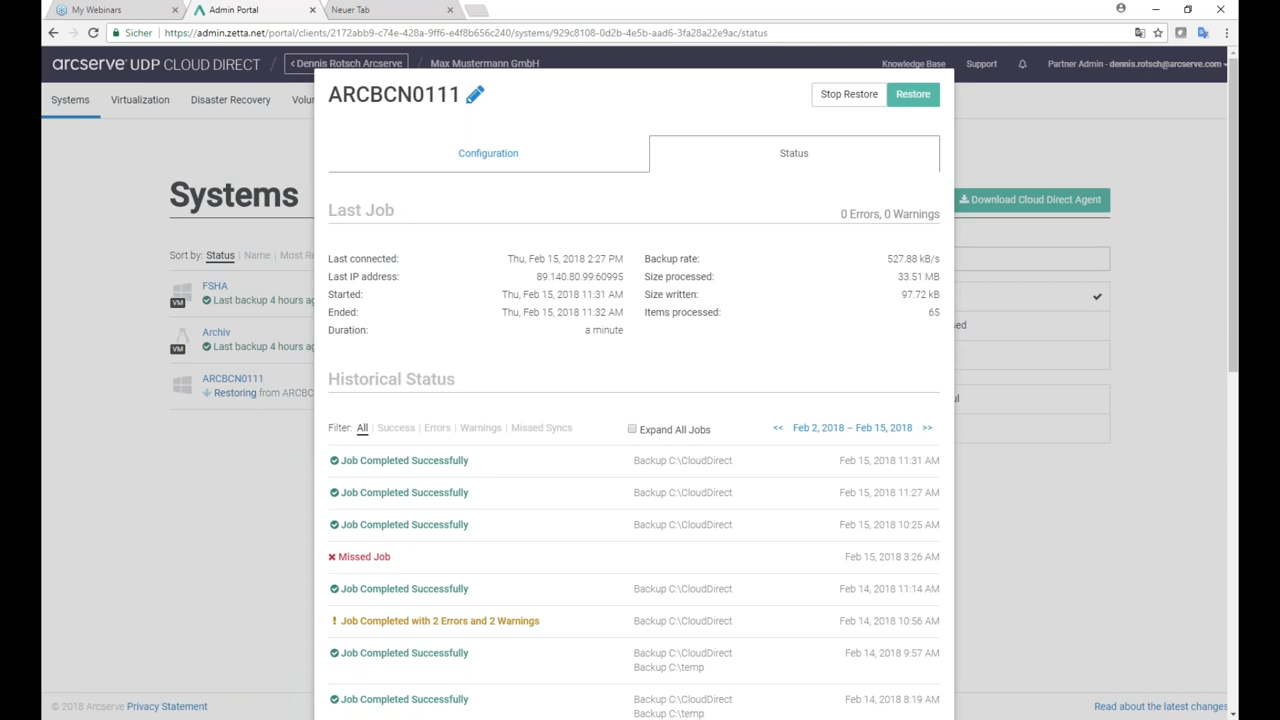 My Webinars
Admin Portal
Neuer Tab
Sicher
https://admin.zetta.net/portal/clients/2172abb9-c74e-428a-9ff6-e4f8b656c240/systems/929c8108-0d2b-4e5b-aad6-3fa28a22e9ac/status
arcserve UDP CLOUD DIRECT / < Dennis Rotsch Arcserve / Max Mustermann GmbH
Knowledge Base Support Partner Admin - dennis.rotsch@arcserve.com
Systems Virtualization Disaster Recovery Volu
ARCBCN0111
Stop Restore Restore
Configuration Status
Systems
Download Cloud Direct Agent
Last Job
0 Errors, 0 Warnings
Sort by: Status | Name | Most Re
Last connected: Thu, Feb 15, 2018 2:27 PM
Last IP address: 89.140.80.99:60995
Started: Thu, Feb 15, 2018 11:31 AM
Ended: Thu, Feb 15, 2018 11:32 AM
Duration: a minute
Backup rate: 527.88 kB/s
Size processed: 33.51 MB
Size written: 97.72 kB
Items processed: 65
FSHA
VM
Last backup 4 hours ag
Archiv
VM
Last backup 4 hours ag
ARCBCN0111
Restoring from ARCBC
sed
ul
Historical Status
Filter: All | Success | Errors | Warnings | Missed Syncs
Expand All Jobs
<< Feb 2, 2018 – Feb 15, 2018 >>
Job Completed Successfully Backup C:\CloudDirect Feb 15, 2018 11:31 AM
Job Completed Successfully Backup C:\CloudDirect Feb 15, 2018 11:27 AM
Job Completed Successfully Backup C:\CloudDirect Feb 15, 2018 10:25 AM
Missed Job Feb 15, 2018 3:26 AM
Job Completed Successfully Backup C:\CloudDirect Feb 14, 2018 11:14 AM
Job Completed with 2 Errors and 2 Warnings Backup C:\CloudDirect Feb 14, 2018 10:56 AM
Job Completed Successfully Backup C:\CloudDirect Feb 14, 2018 9:57 AM
Backup C:\temp
Job Completed Successfully Backup C:\CloudDirect Feb 14, 2018 8:19 AM
Backup C:\temp
© 2018 Arcserve Privacy Statement
Read about the latest changes